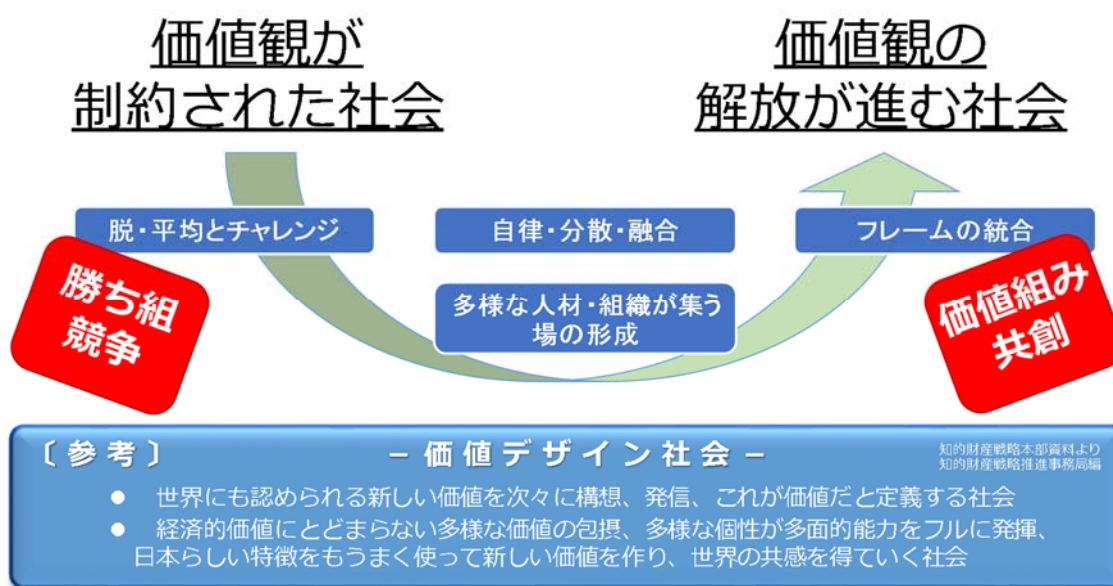 価値観が
制約された社会
価値観の
解放が進む社会
脱・平均とチャレンジ
自律・分散・融合
フレームの統合
勝ち組
競争
多様な人材・組織が集う
場の形成
価値組み
共創
〔参考〕
– 価値デザイン社会 –
知的財産戦略本部資料より
知的財産戦略推進事務局編
● 世界にも認められる新しい価値を次々に構想、発信、これが価値だと定義する社会
● 経済的価値にとどまらない多様な価値の包摂、多様な個性が多面的能力をフルに発揮、
日本らしい特徴をもうまく使って新しい価値を作り、世界の共感を得ていく社会